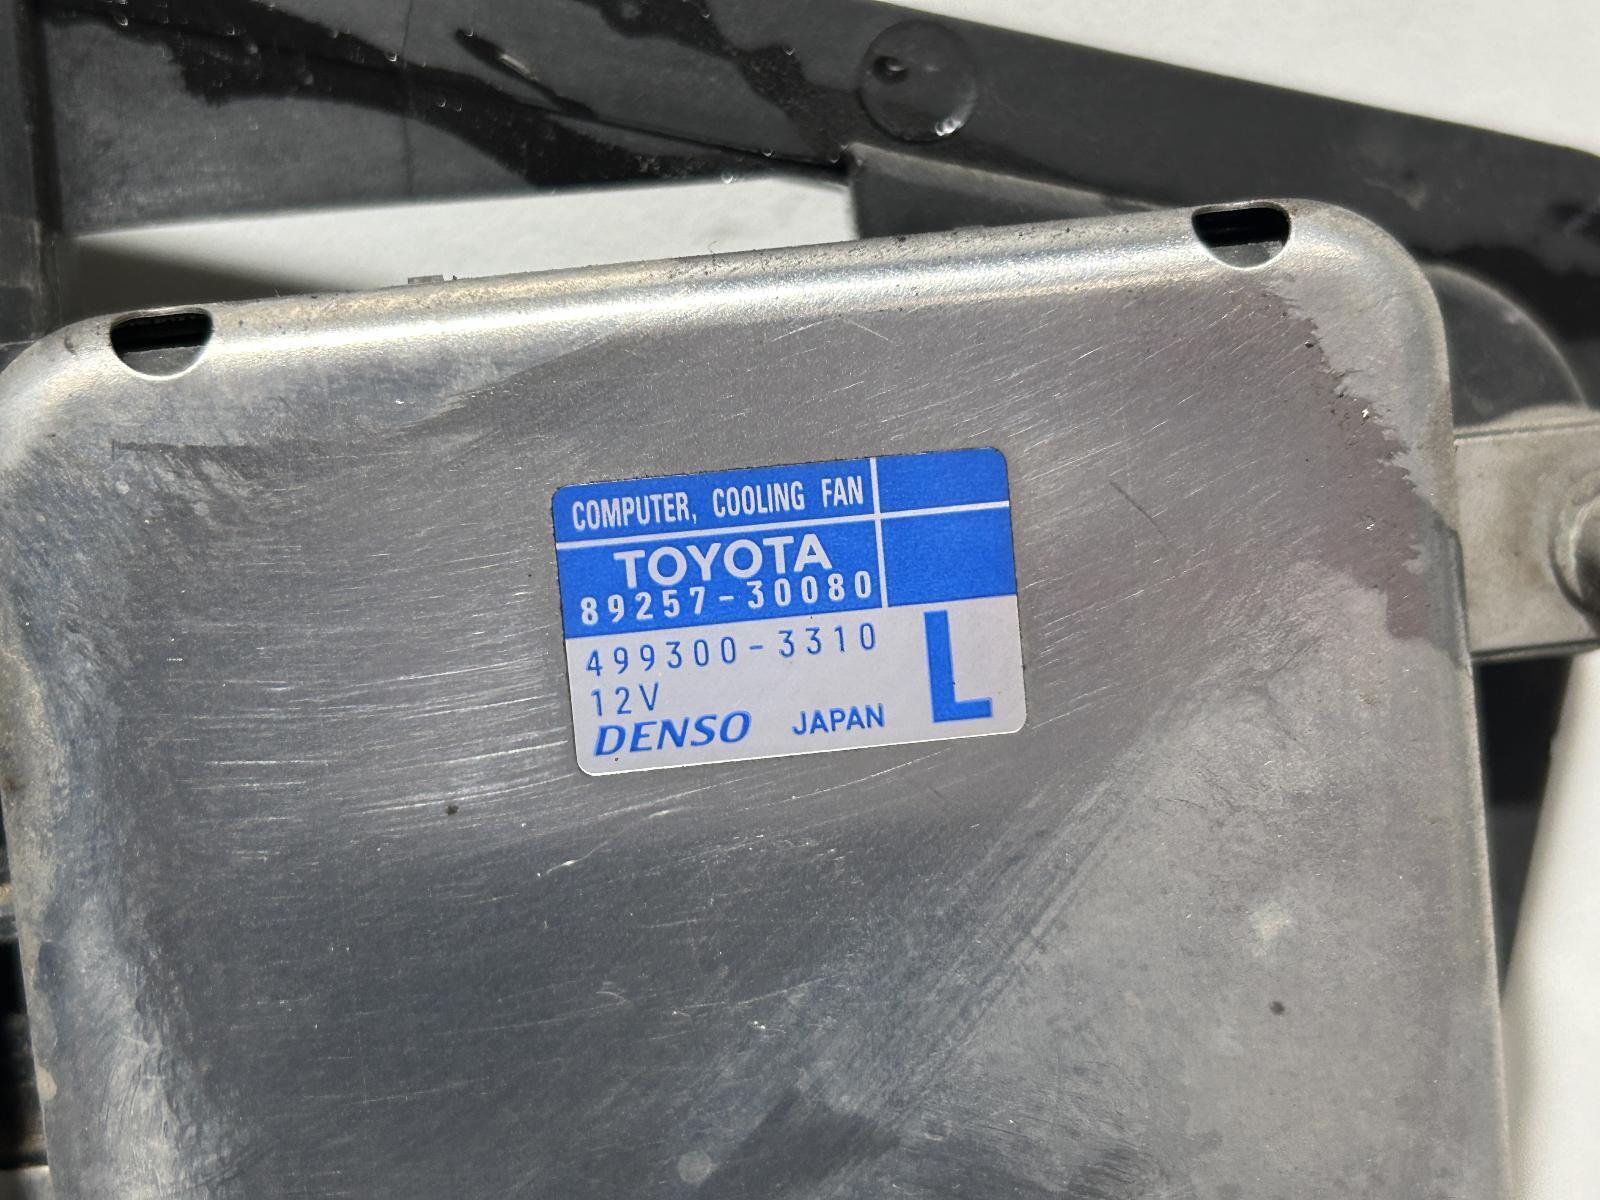 COMPUTER, COOLING FAN
TOYOTA
89257-30080
499300-3310
12V
DENSO JAPAN
L